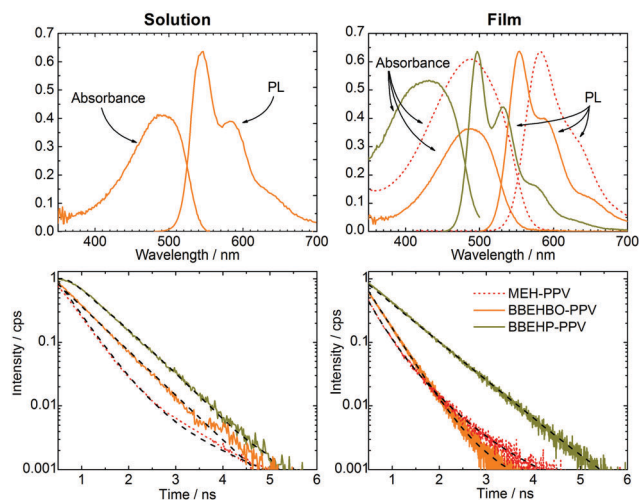 Solution
Film
0.7
0.6
0.5
0.4
0.3
0.2
0.1
0.0
Absorbance
PL
400 500 600 700
Wavelength / nm
0.7
0.6
0.5
0.4
0.3
0.2
0.1
0.0
Absorbance
PL
400 500 600 700
Wavelength / nm
Intensity / cps
1
0.1
0.01
0.001
1 2 3 4 5 6
Time / ns
Intensity / cps
1
0.1
0.01
0.001
MEH-PPV
BBEHBO-PPV
BBEHP-PPV
1 2 3 4 5 6
Time / ns